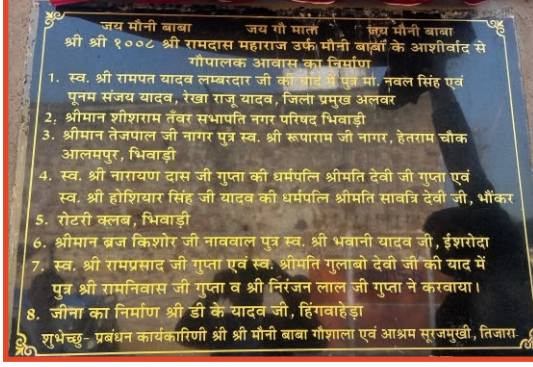 जय मौनी बाबा जय गौ माता जय मौनी बाबा
श्री श्री १००८ श्री रामदास महाराज उर्फ मौनी बाबा के आशीर्वाद से
गौपालक आवास का निर्माण
1. स्व. श्री रामपत यादव लम्बरदार जी की याद में पुत्र मा. नवल सिंह एवं
पूनम संजय यादव, रेखा राजू यादव, जिला प्रमुख अलवर
2. श्रीमान शीशराम तँवर सभापति नगर परिषद भिवाड़ी
3. श्रीमान तेजपाल जी नागर पुत्र स्व. श्री रूपाराम जी नागर, हेतराम चौक
आलमपुर, भिवाड़ी
4. स्व. श्री नारायण दास जी गुप्ता की धर्मपत्नि श्रीमति देवी जी गुप्ता एवं
स्व. श्री होशियार सिंह जी यादव की धर्मपत्नि श्रीमति सावत्रि देवी जी, भौंकर
5. रोटरी क्लब, भिवाड़ी
6. श्रीमान ब्रज किशोर जी नाववाल पुत्र स्व. श्री भवानी यादव जी, ईशरोदा
7. स्व. श्री रामप्रसाद जी गुप्ता एवं स्व. श्रीमति गुलाबो देवी जी की याद में
पुत्र श्री रामनिवास जी गुप्ता व श्री निरंजन लाल जी गुप्ता ने करवाया।
8. जीना का निर्माण श्री डी के यादव जी, हिंगवाहेड़ा
शुभेच्छु- प्रबंधन कार्यकारिणी श्री श्री मौनी बाबा गौशाला एवं आश्रम सूरजमुखी, तिजारा